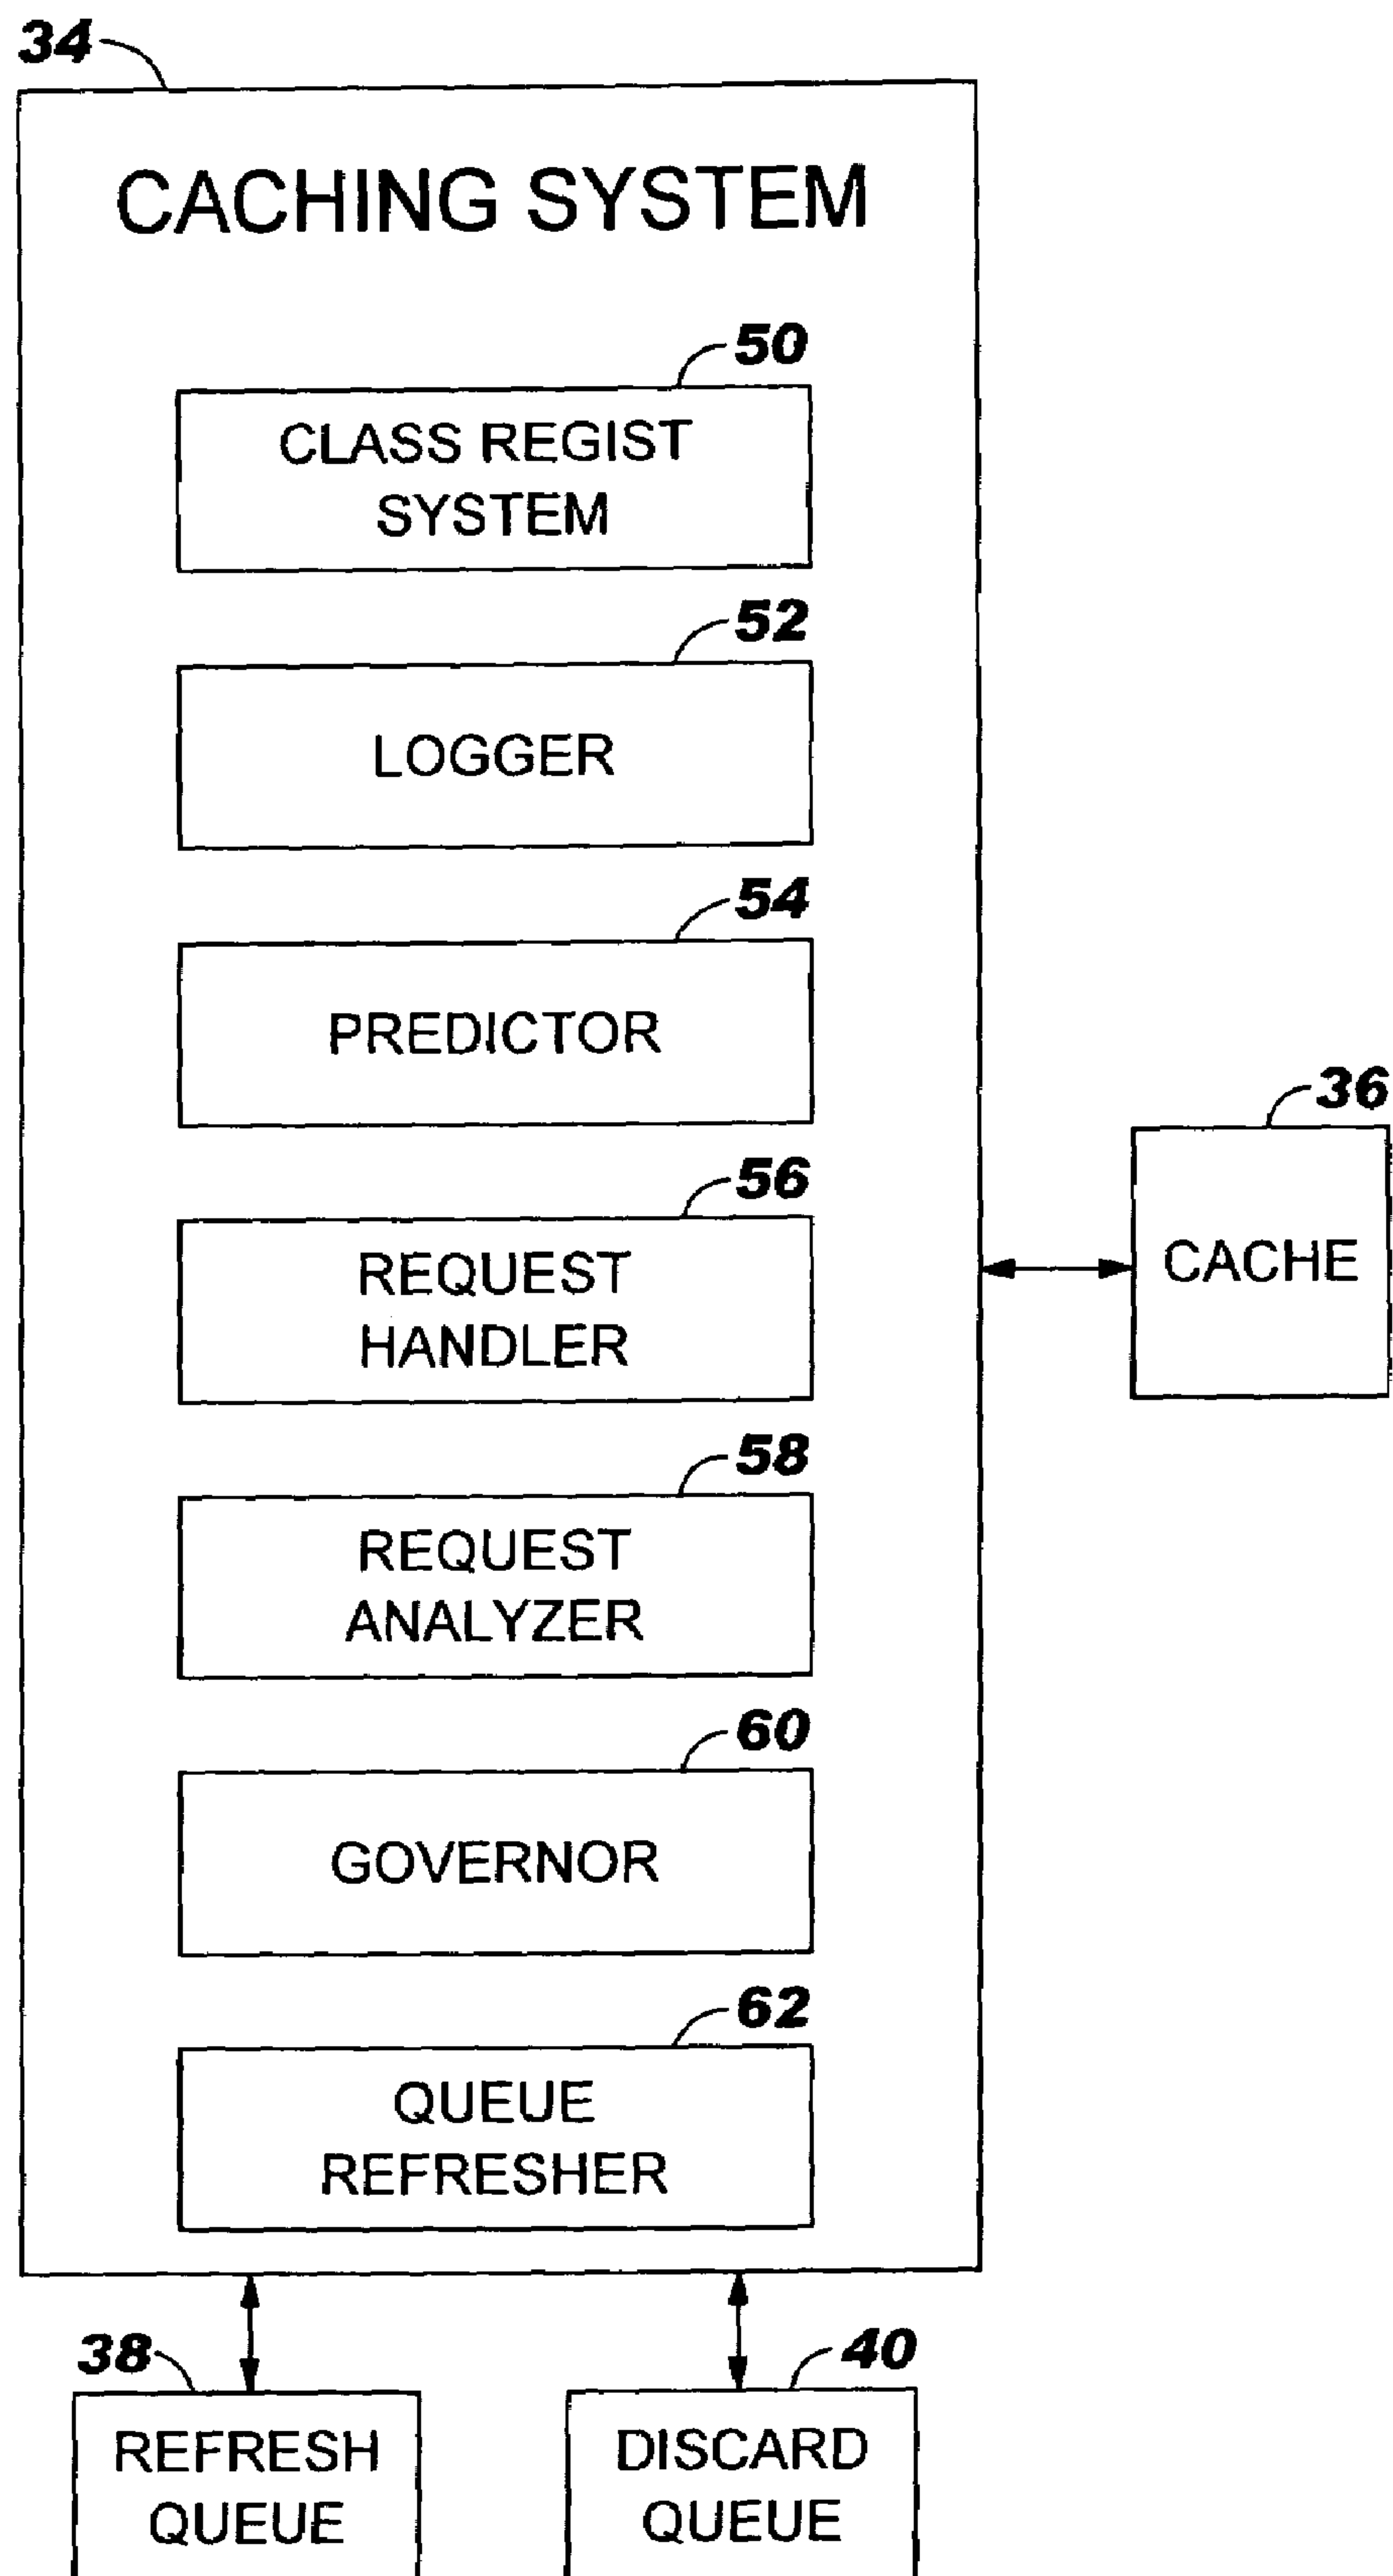 34
CACHING SYSTEM
50
CLASS REGIST
SYSTEM
52
LOGGER
54
PREDICTOR
56
REQUEST
HANDLER
36
CACHE
58
REQUEST
ANALYZER
60
GOVERNOR
62
QUEUE
REFRESHER
38
REFRESH
QUEUE
40
DISCARD
QUEUE